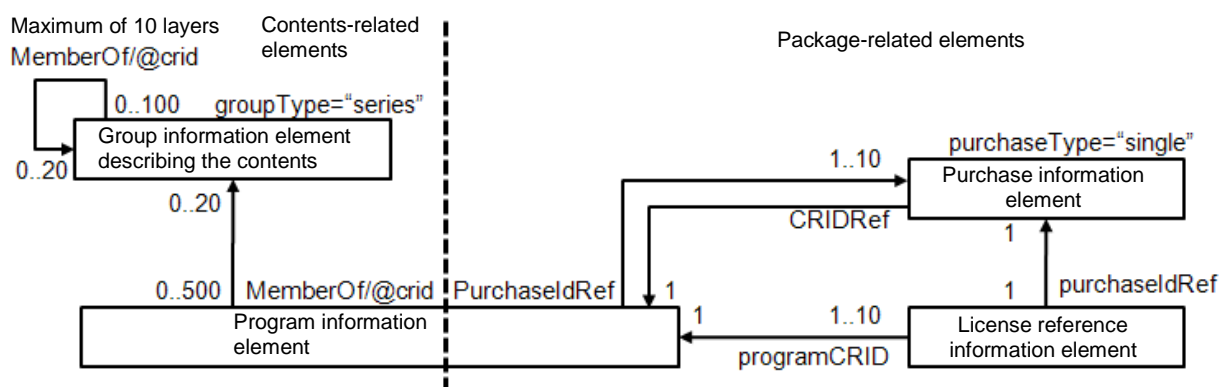 Maximum of 10 layers
Contents-related
elements
Package-related elements
MemberOf/@crid
0..100
groupType="series"
Group information element
describing the contents
0..20
0..20
purchaseType="single"
1..10
Purchase information
element
CRIDRef
1
purchaseIdRef
0..500
MemberOf/@crid
PurchaseIdRef
1
1
1..10
1
Program information
element
programCRID
License reference
information element